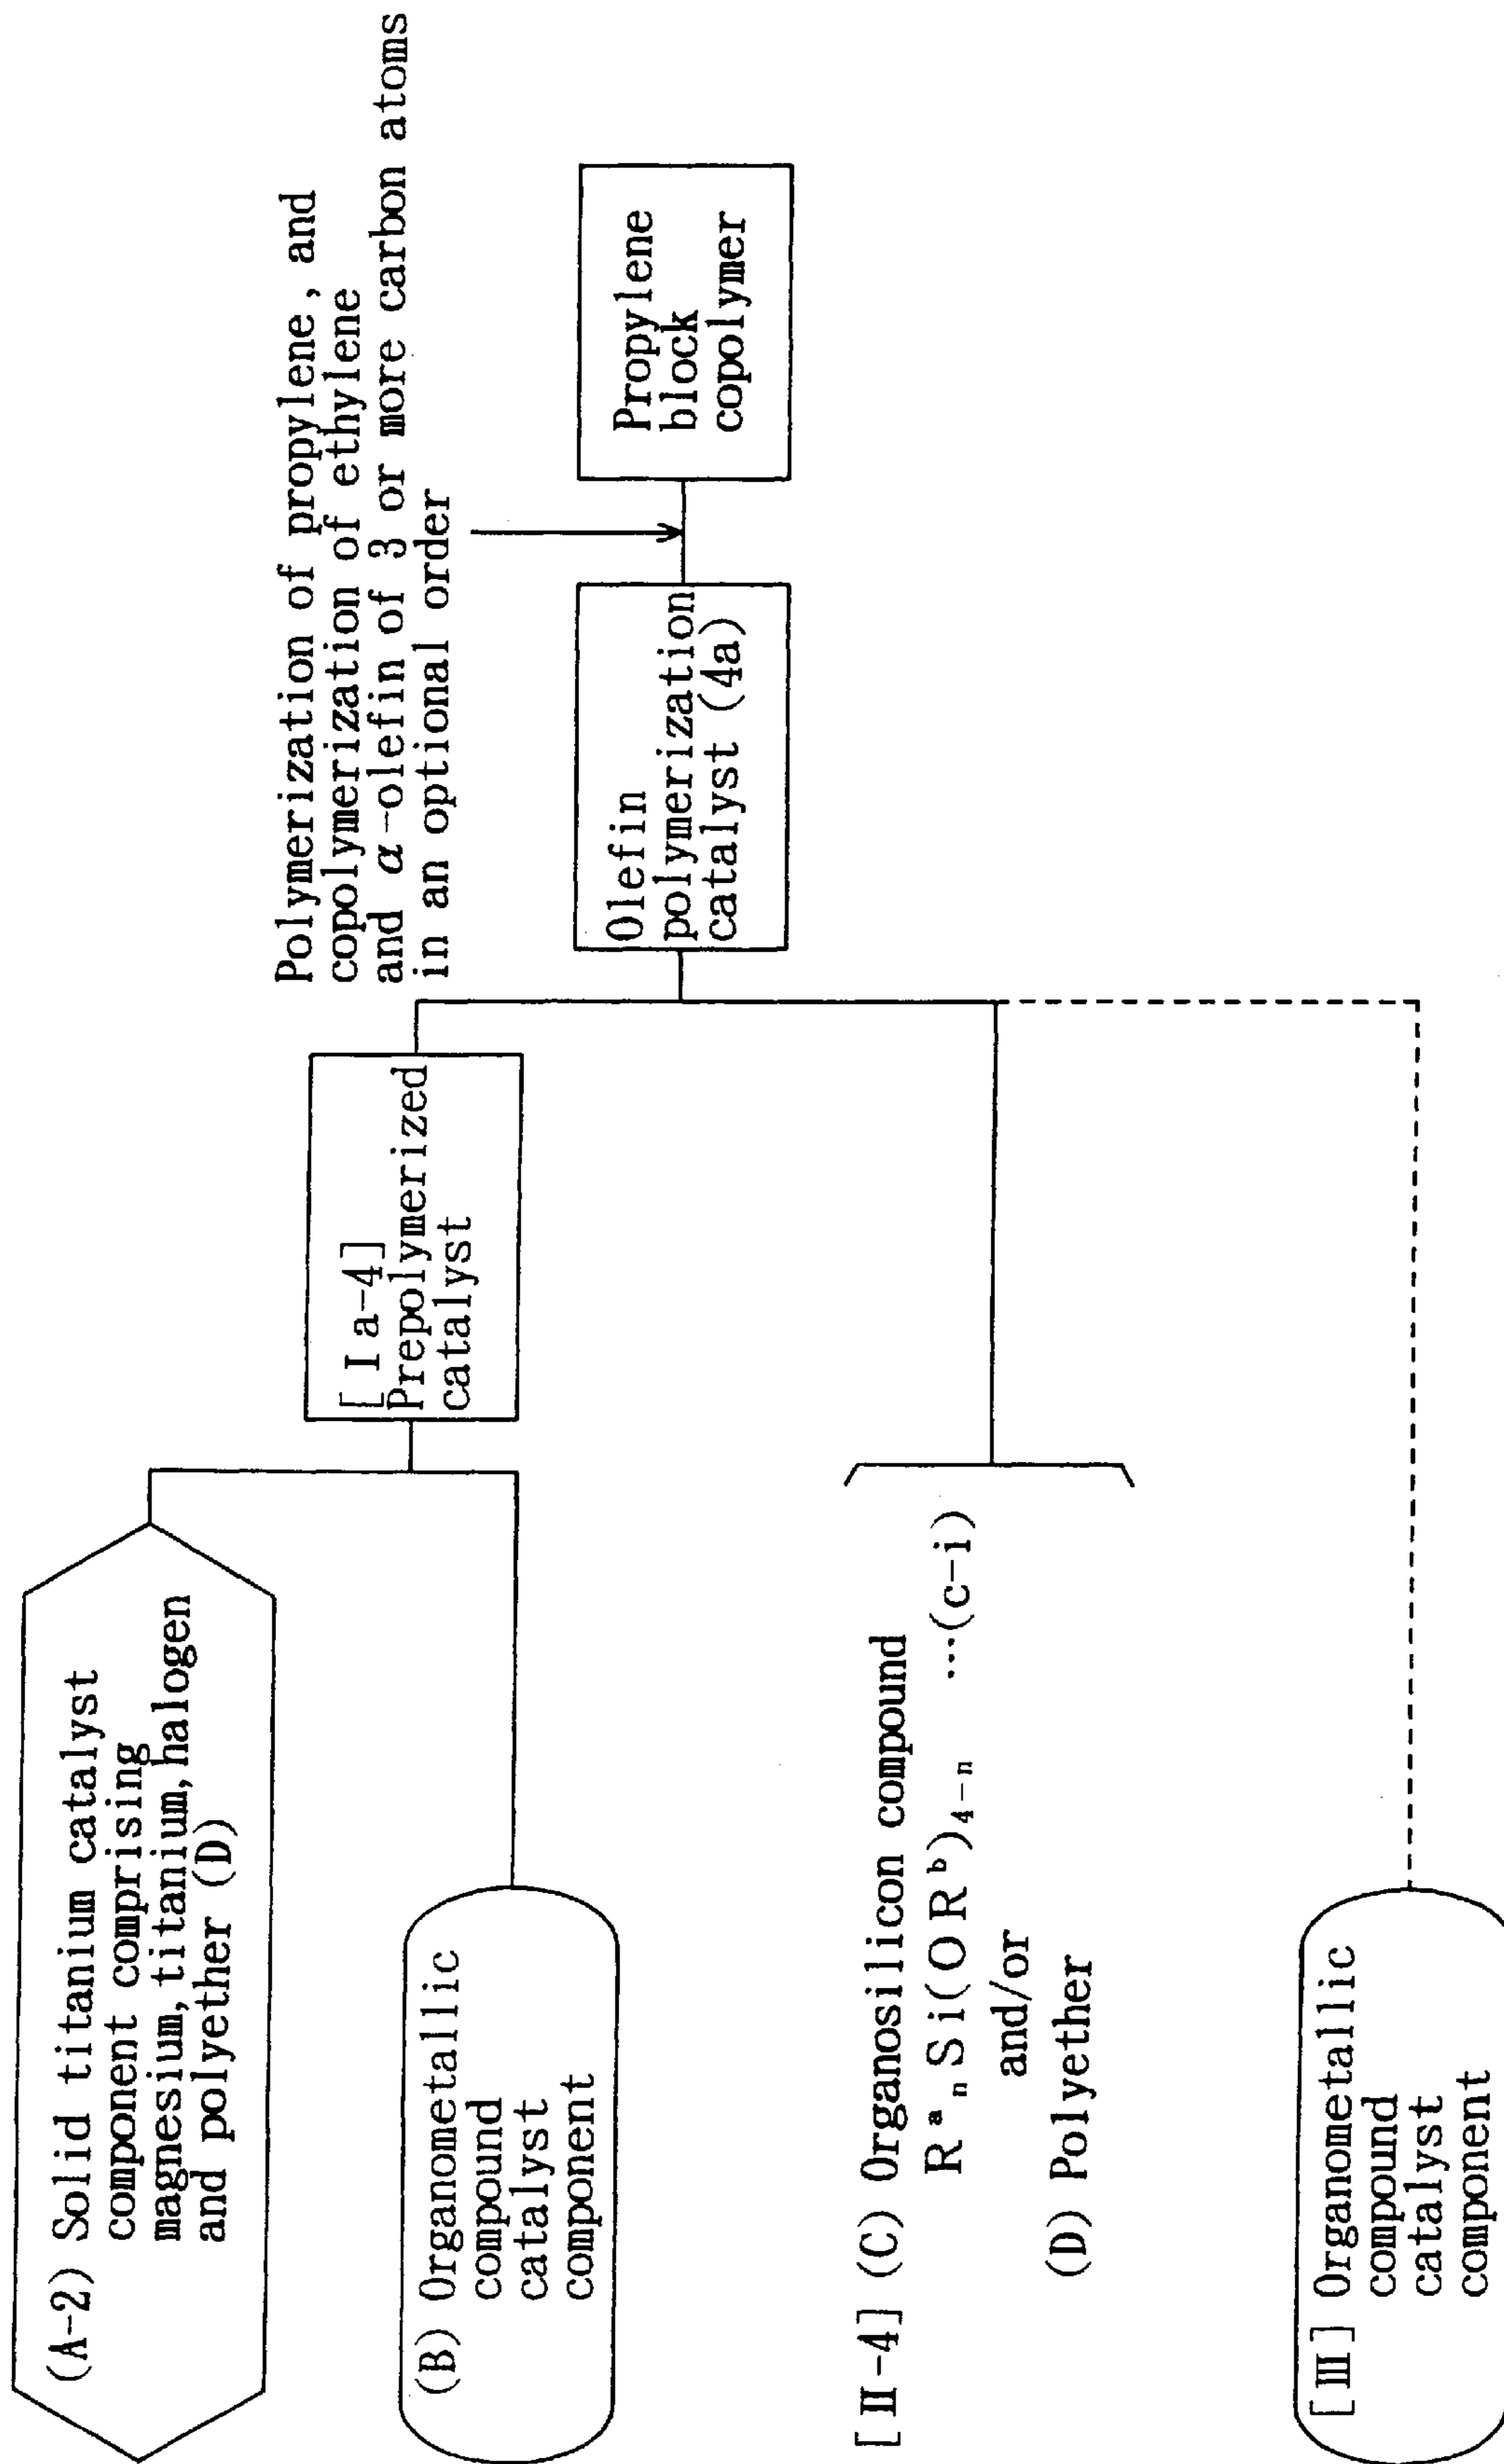 (A-2) Solid titanium catalyst
component comprising
magnesium, titanium, halogen
and polyether (D)
(B) Organometallic
compound
catalyst
component
[Ia-4]
Prepolymerized
catalyst
[II-4] (C) Organosilicon compound
Rᵃₙ Si(ORᵇ)₄₋ₙ ···(c-i)
and/or
(D) Polyether
[III] Organometallic
compound
catalyst
component
Olefin
polymerization
catalyst (4a)
Polymerization of propylene, and
copolymerization of ethylene
and α-olefin of 3 or more carbon atoms
in an optional order
Propylene
block
copolymer